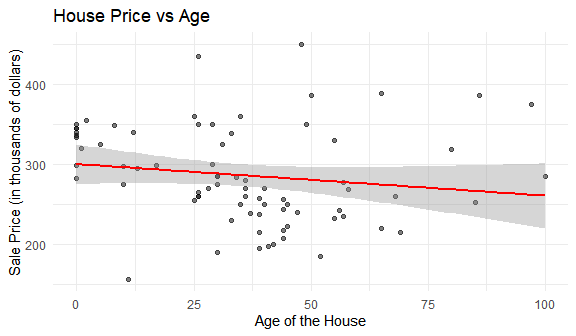 House Price vs Age
Sale Price (in thousands of dollars)
400
300
200
0
25
50
75
100
Age of the House